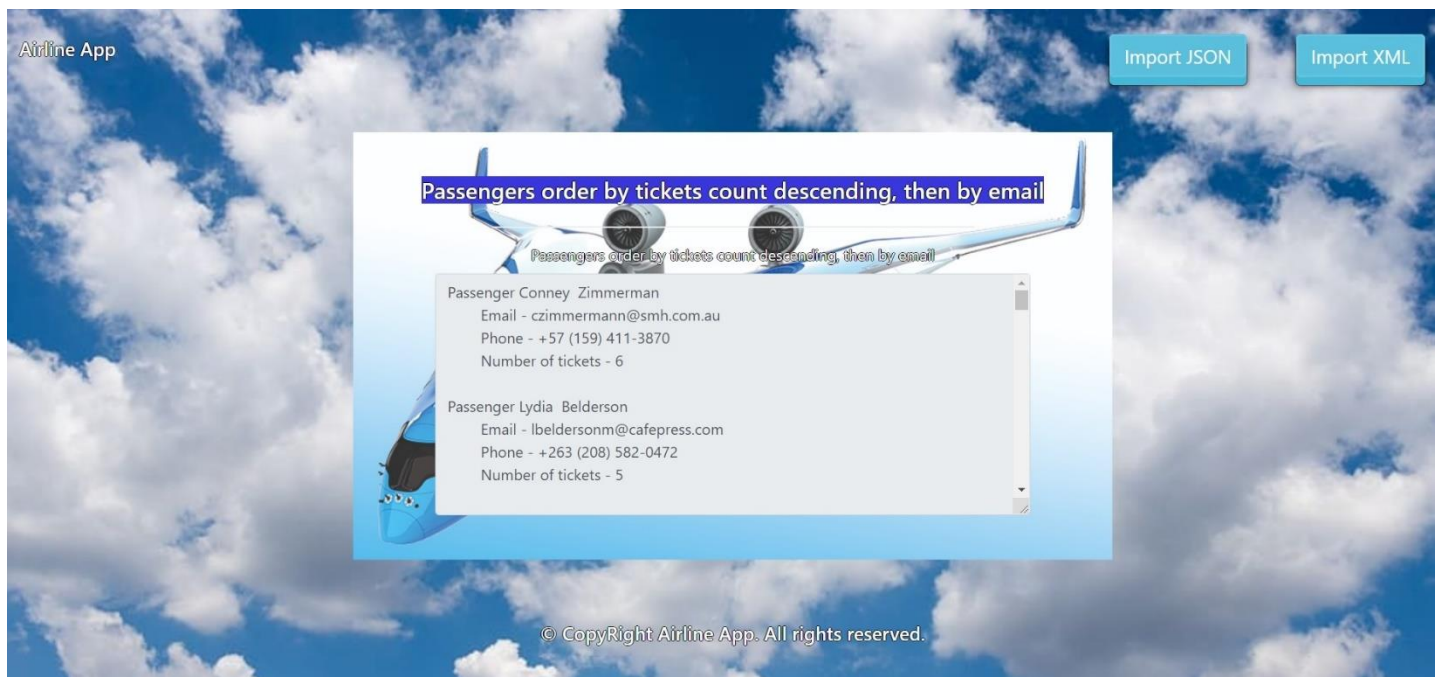 Airline App
Import JSON
Import XML
Passengers order by tickets count descending, then by email
Passengers order by tickets count descending, then by email
Passenger Conney  Zimmerman
Email - czimmermann@smh.com.au
Phone - +57 (159) 411-3870
Number of tickets - 6
Passenger Lydia  Belderson
Email - lbeldersonm@cafepress.com
Phone - +263 (208) 582-0472
Number of tickets - 5
© CopyRight Airline App. All rights reserved.